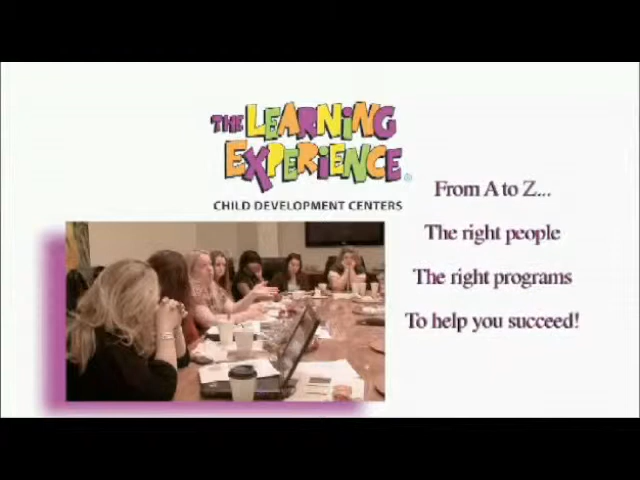 THE LEARNING
EXPERIENCE®
CHILD DEVELOPMENT CENTERS
From A to Z...
The right people
The right programs
To help you succeed!